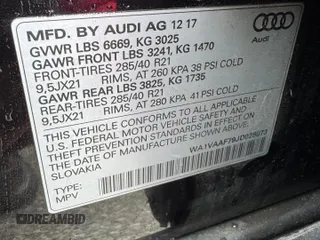 MFD. BY AUDI AG 12 17
GVWR LBS 6669, KG 3025
GAWR FRONT LBS 3241, KG 1470
FRONT-TIRES 285/40 R21
9,5JX21 RIMS, AT 260 KPA 38 PSI COLD
GAWR REAR LBS 3825, KG 1735
REAR-TIRES 285/40 R21
9,5JX21 RIMS, AT 280 KPA 41 PSI COLD
THIS VEHICLE CONFORMS TO ALL APPLICABLE
U.S. FEDERAL MOTOR VEHICLE SAFETY AND
THEFT PREVENTION STANDARDS IN EFFECT ON
THE DATE OF MANUFACTURE SHOWN ABOVE.
SLOVAKIA
TYPE:
MPV
Audi
DREAMBID